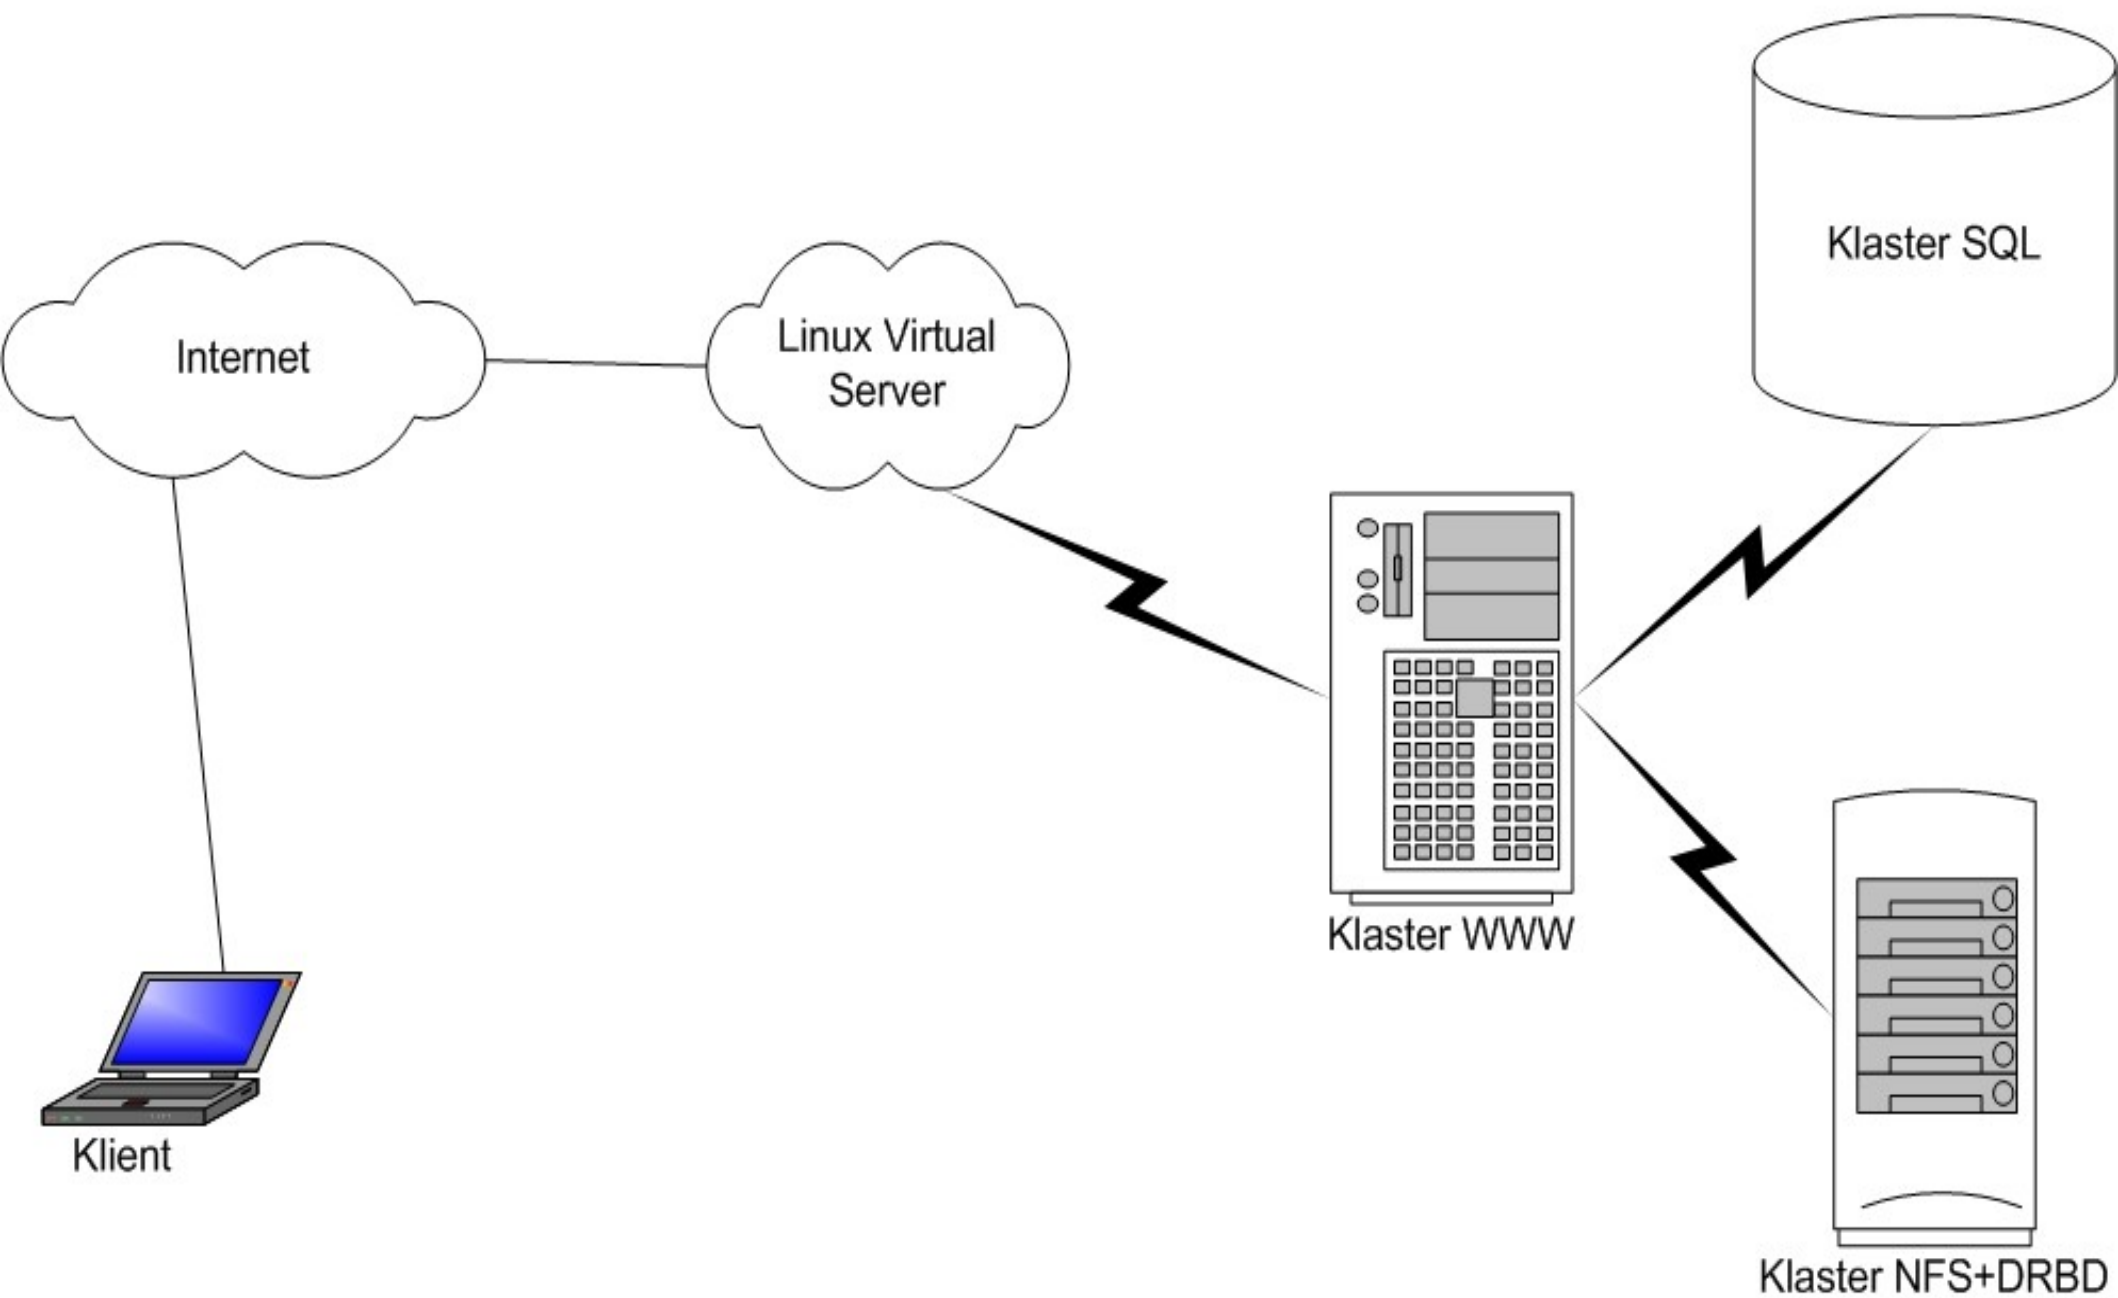 Klaster SQL
Internet
Linux Virtual
Server
Klaster WWW
Klient
Klaster NFS+DRBD